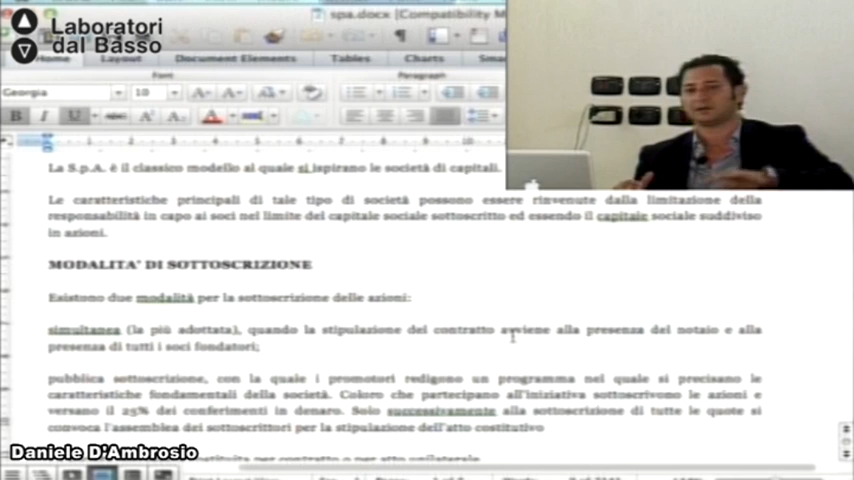 Laboratori
dal Basso
spa.docx [Compatibility M
Home Layout Document Elements Tables Charts Sma
Font Paragraph
Georgia 10
La S.p.A. è il classico modello al quale si ispirano le società di capitali.
Le caratteristiche principali di tale tipo di società possono essere rinvenute dalla limitazione della
responsabilità in capo ai soci nel limite del capitale sociale sottoscritto ed essendo il capitale sociale suddiviso
in azioni.
MODALITA' DI SOTTOSCRIZIONE
Esistono due modalità per la sottoscrizione delle azioni:
simultanea (la più adottata), quando la stipulazione del contratto avviene alla presenza del notaio e alla
presenza di tutti i soci fondatori;
pubblica sottoscrizione, con la quale i promotori redigono un programma nel quale si precisano le
caratteristiche fondamentali della società. Coloro che partecipano all'iniziativa sottoscrivono le azioni e
versano il 25% dei conferimenti in denaro. Solo successivamente alla sottoscrizione di tutte le quote si
convoca l'assemblea dei sottoscrittori per la stipulazione dell'atto costitutivo
Daniele D'Ambrosio
per contratto o per atto unilaterale